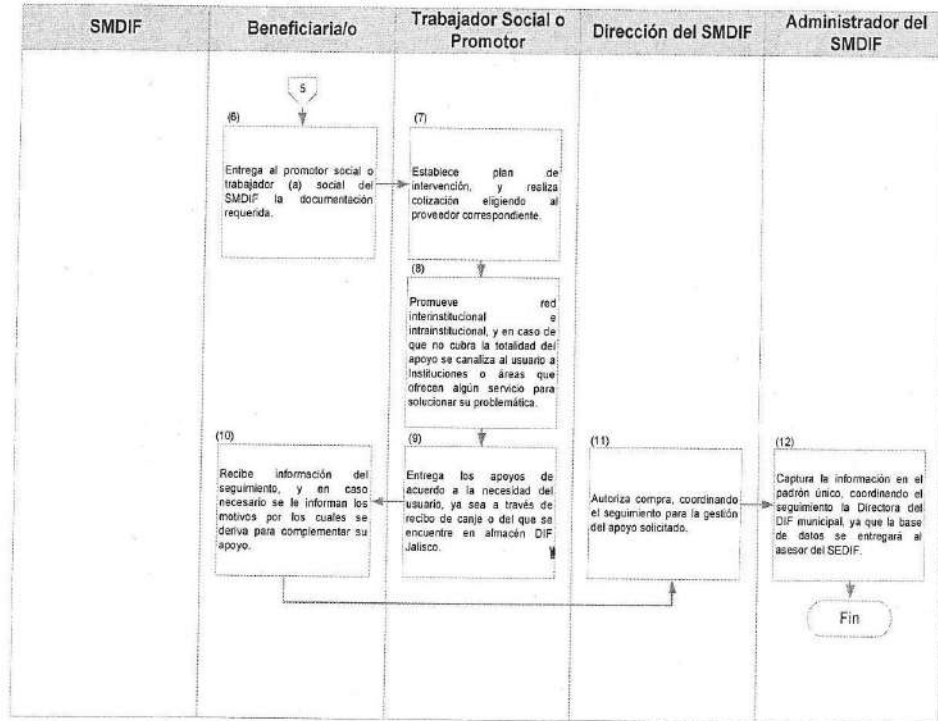 SMDIF
Beneficiaria/o
Trabajador Social o
Promotor
Dirección del SMDIF
Administrador del
SMDIF
5
(6)
Entrega al promotor social o
trabajador (a) social del
SMDIF la documentación
requerida.
(7)
Establece plan de
intervención, y realiza
cotización eligiendo al
proveedor correspondiente.
(8)
Promueve red
interinstitucional e
intrainstitucional, y en caso de
que no cubra la totalidad del
apoyo se canaliza al usuario a
Instituciones o áreas que
ofrecen algún servicio para
solucionar su problemática.
(10)
Recibe información del
seguimiento, y en caso
necesario se le informan los
motivos por los cuales se
deriva para complementar su
apoyo.
(9)
Entrega los apoyos de
acuerdo a la necesidad del
usuario, ya sea a través de
recibo de canje o del que se
encuentre en almacén DIF
Jalisco.
(11)
Autoriza compra, coordinando
el seguimiento para la gestión
del apoyo solicitado.
(12)
Captura la información en el
padrón único, coordinando el
seguimiento la Directora del
DIF municipal, ya que la base
de datos se entregará al
asesor del SEDIF.
Fin